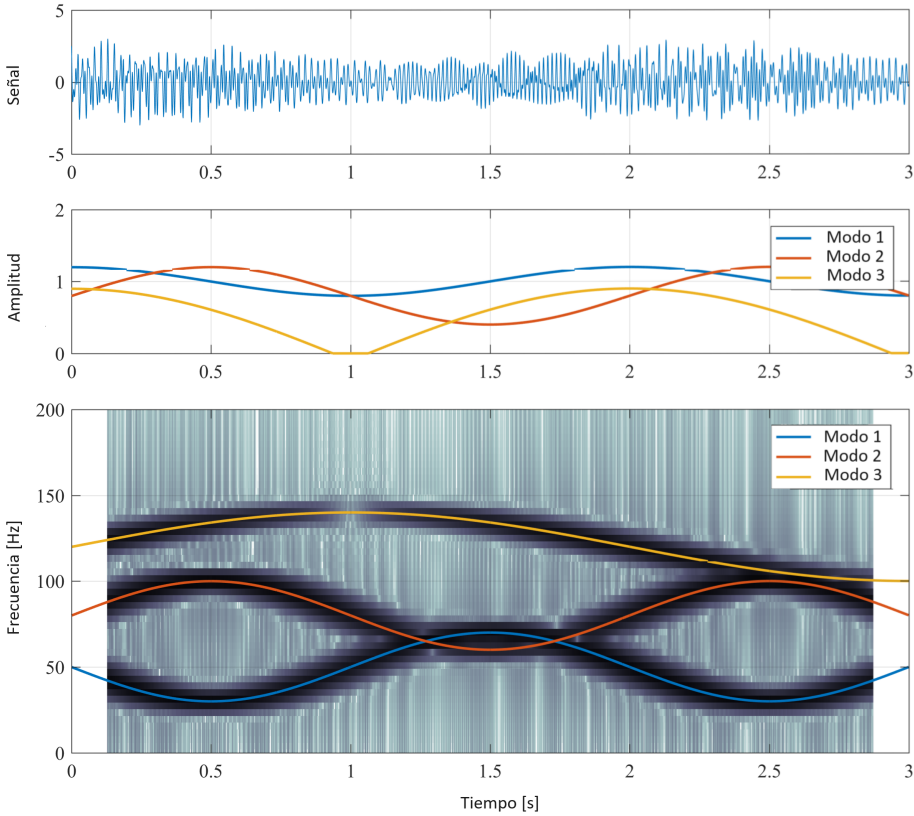 Señal
5
0
-5
0 0.5 1 1.5 2 2.5 3
Amplitud
2
1
0
Modo 1
Modo 2
Modo 3
0 0.5 1 1.5 2 2.5 3
Frecuencia [Hz]
200
150
100
50
0
Modo 1
Modo 2
Modo 3
0 0.5 1 1.5 2 2.5 3
Tiempo [s]